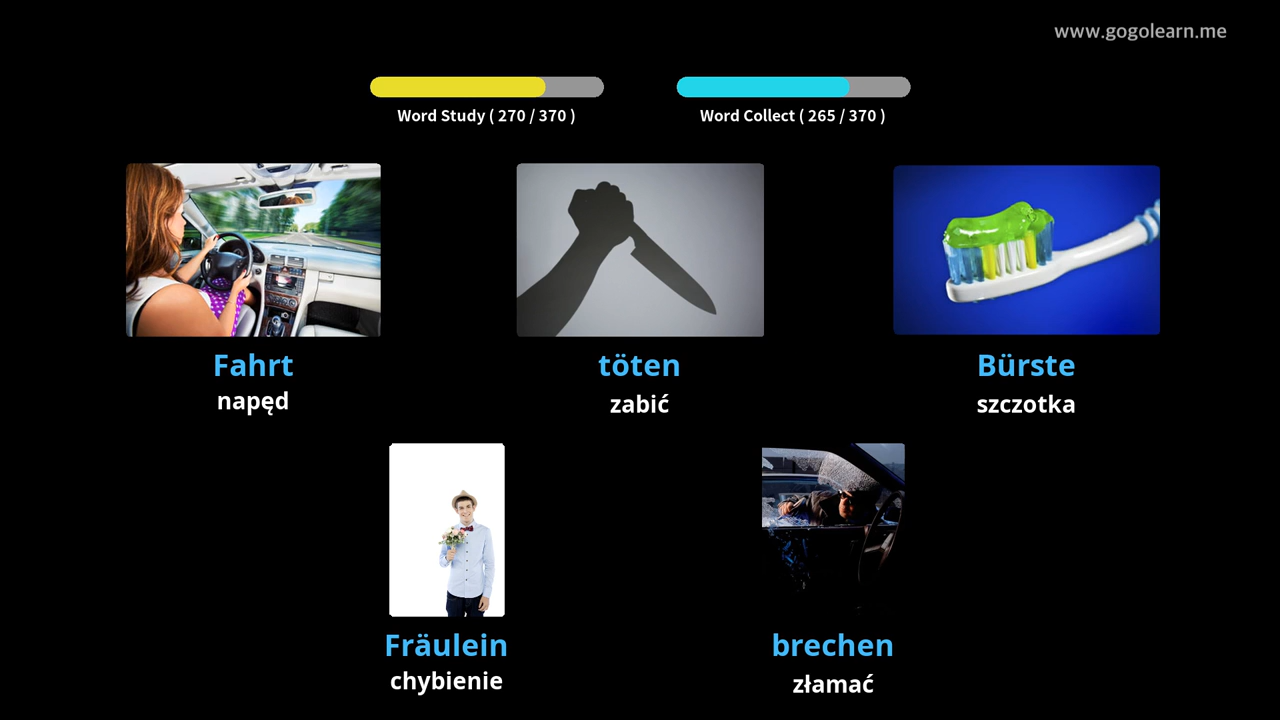 www.gogolearn.me
Word Study ( 270 / 370 )
Word Collect ( 265 / 370 )
Fahrt
napęd
töten
zabić
Bürste
szczotka
Fräulein
chybienie
brechen
złamać